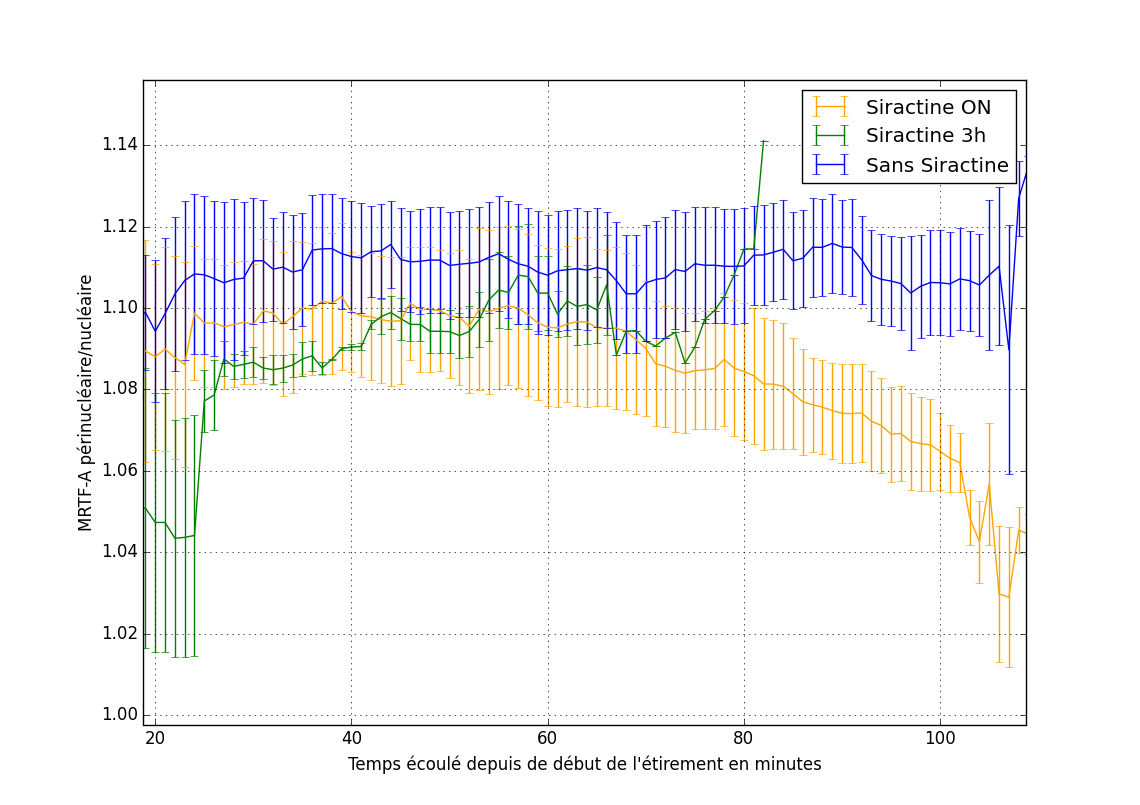 Siractine ON
Siractine 3h
Sans Siractine
1.14
1.12
1.10
1.08
1.06
1.04
1.02
1.00
MRTF-A périnucléaire/nucléaire
20 40 60 80 100
Temps écoulé depuis de début de l'étirement en minutes